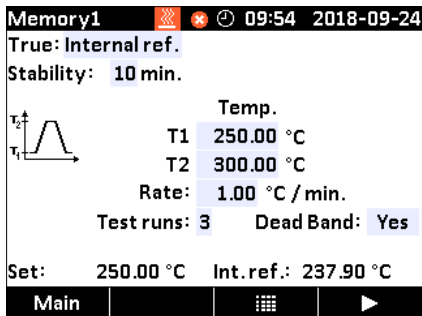 Memory1 09:54 2018-09-24
True: Internal ref.
Stability: 10 min.
Temp.
T2
T1
T1 250.00 °C
T2 300.00 °C
Rate: 1.00 °C / min.
Test runs: 3 Dead Band: Yes
Set: 250.00 °C Int.ref.: 237.90 °C
Main